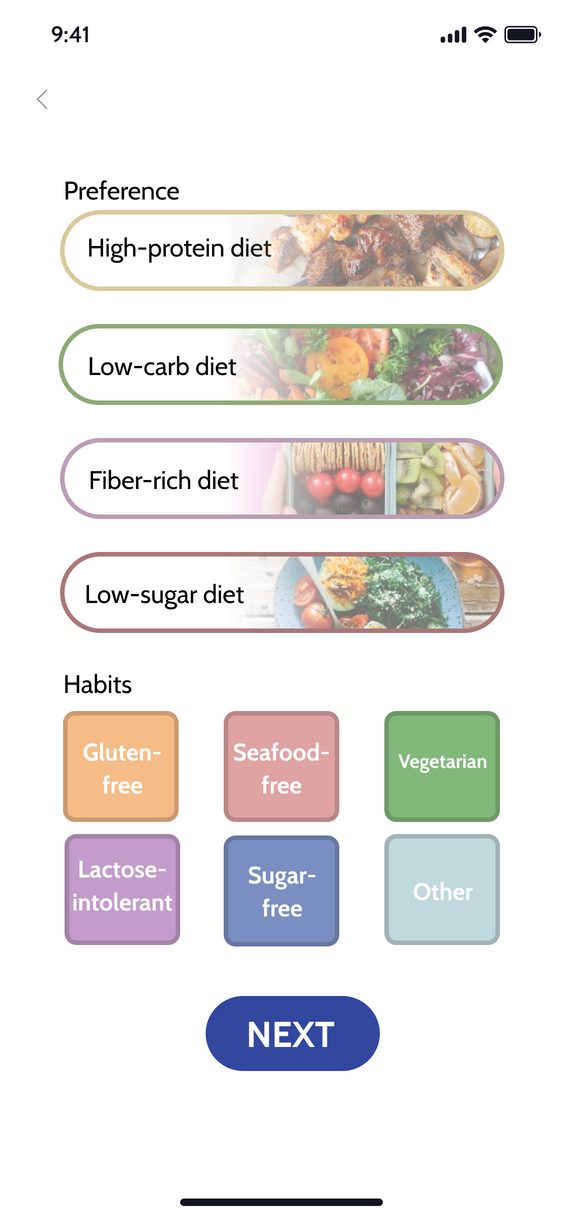 9:41
Preference
High-protein diet
Low-carb diet
Fiber-rich diet
Low-sugar diet
Habits
Gluten-
free
Seafood-
free
Vegetarian
Lactose-
intolerant
Sugar-
free
Other
NEXT